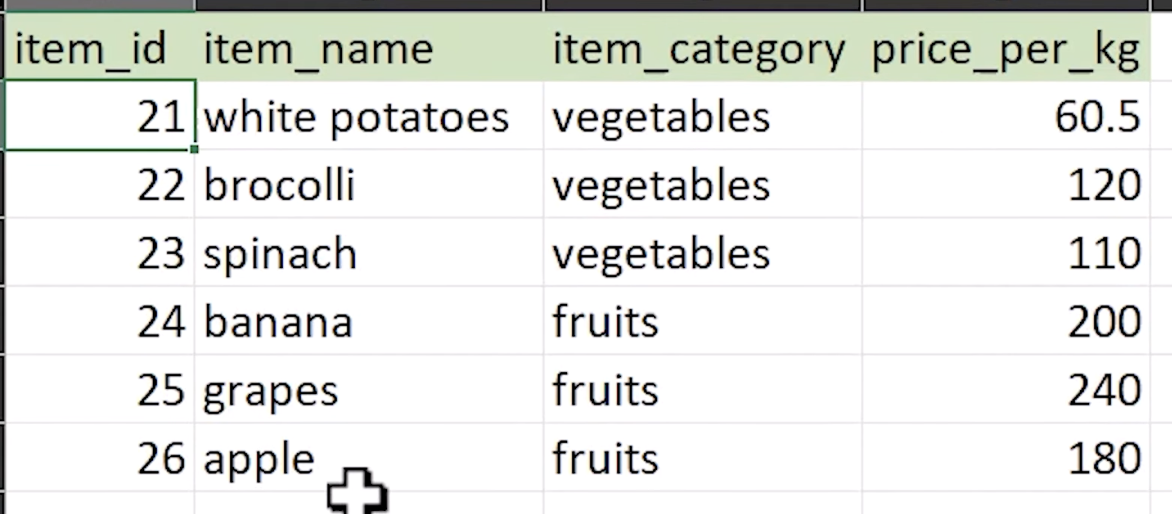 item_id item_name item_category price_per_kg
21 white potatoes vegetables 60.5
22 brocolli vegetables 120
23 spinach vegetables 110
24 banana fruits 200
25 grapes fruits 240
26 apple fruits 180